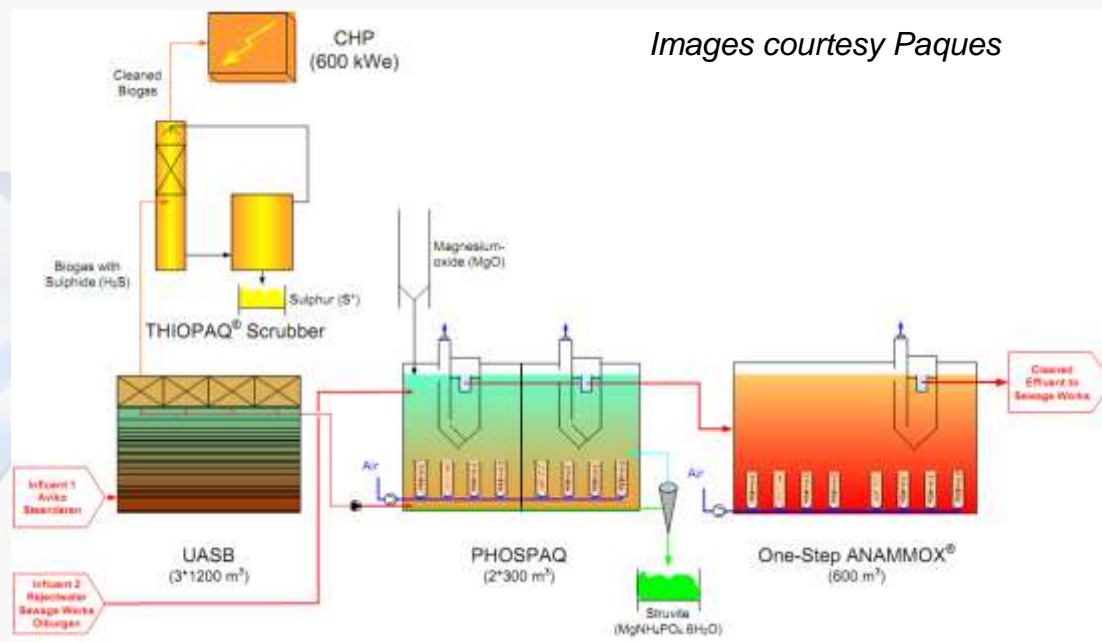 Images courtesy Paques
CHP
(600 kWe)
Cleaned
Biogas
Biogas with
Sulphide (H₂S)
Sulphur (S°)
THIOPAQ® Scrubber
Magnesium-
oxide (MgO)
Cleaned
Effluent to
Sewage Works
Influent 1
Aviko
Steenderen
Air
Air
UASB
(3*1200 m³)
PHOSPAQ
(2*300 m³)
One-Step ANAMMOX®
(600 m³)
Influent 2
Rejectwater
Sewage Works
Olburgen
Struvite
(MgNH₄PO₄.6H₂O)